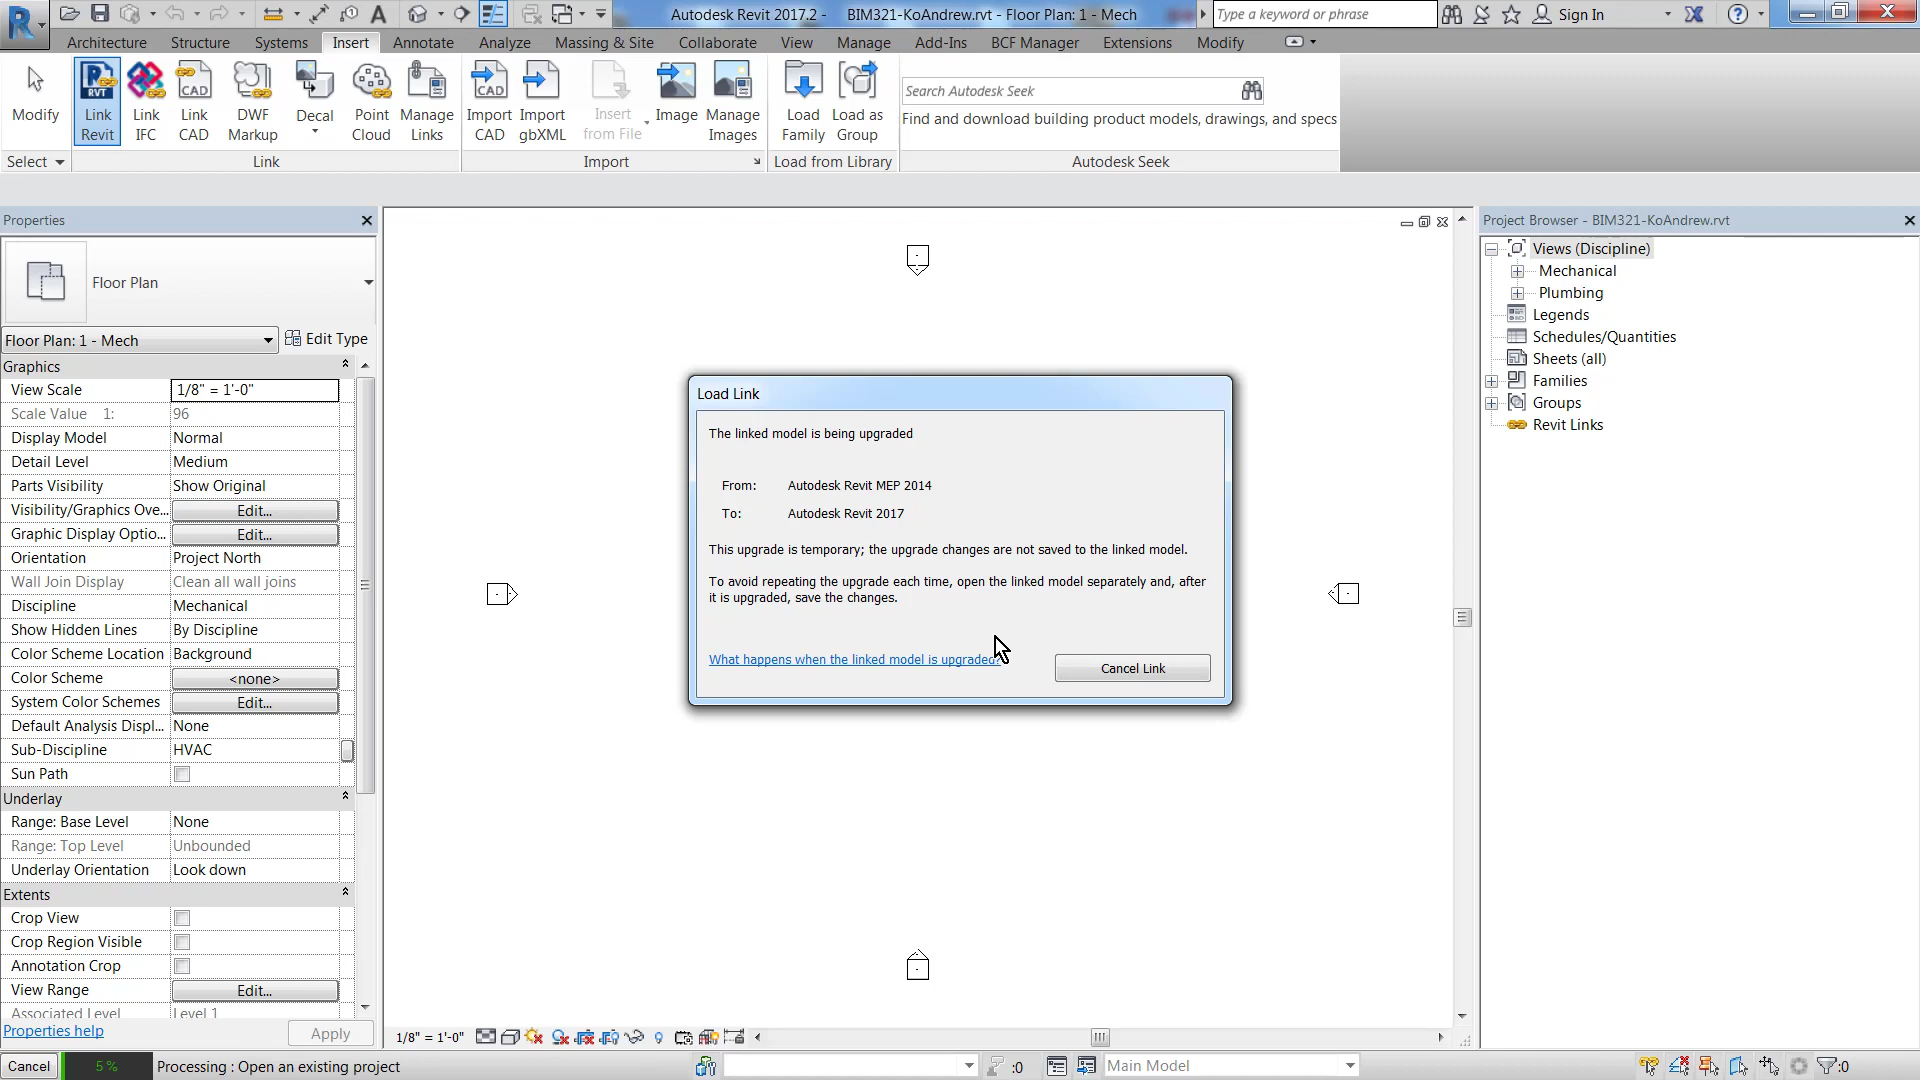 Autodesk Revit 2017.2 - BIM321-KoAndrew.rvt - Floor Plan: 1 - Mech
Type a keyword or phrase
Sign In
Architecture Structure Systems Insert Annotate Analyze Massing & Site Collaborate View Manage Add-Ins BCF Manager Extensions Modify
Modify
Link Revit
Link IFC
Link CAD
DWF Markup
Decal
Point Cloud
Manage Links
Import CAD
Import gbXML
Insert from File
Image
Manage Images
Load Family
Load as Group
Search Autodesk Seek
Find and download building product models, drawings, and specs
Select
Link
Import
Load from Library
Autodesk Seek
Properties
Floor Plan
Floor Plan: 1 - Mech
Edit Type
Graphics
View Scale 1/8" = 1'-0"
Scale Value 1: 96
Display Model Normal
Detail Level Medium
Parts Visibility Show Original
Visibility/Graphics Ove... Edit...
Graphic Display Optio... Edit...
Orientation Project North
Wall Join Display Clean all wall joins
Discipline Mechanical
Show Hidden Lines By Discipline
Color Scheme Location Background
Color Scheme <none>
System Color Schemes Edit...
Default Analysis Displ... None
Sub-Discipline HVAC
Sun Path
Underlay
Range: Base Level None
Range: Top Level Unbounded
Underlay Orientation Look down
Extents
Crop View
Crop Region Visible
Annotation Crop
View Range Edit...
Associated Level Level 1
Properties help
Apply
Load Link
The linked model is being upgraded
From: Autodesk Revit MEP 2014
To: Autodesk Revit 2017
This upgrade is temporary; the upgrade changes are not saved to the linked model.
To avoid repeating the upgrade each time, open the linked model separately and, after
it is upgraded, save the changes.
What happens when the linked model is upgraded?
Cancel Link
Project Browser - BIM321-KoAndrew.rvt
Views (Discipline)
Mechanical
Plumbing
Legends
Schedules/Quantities
Sheets (all)
Families
Groups
Revit Links
1/8" = 1'-0"
Cancel
5 %
Processing : Open an existing project
:0
Main Model
:0